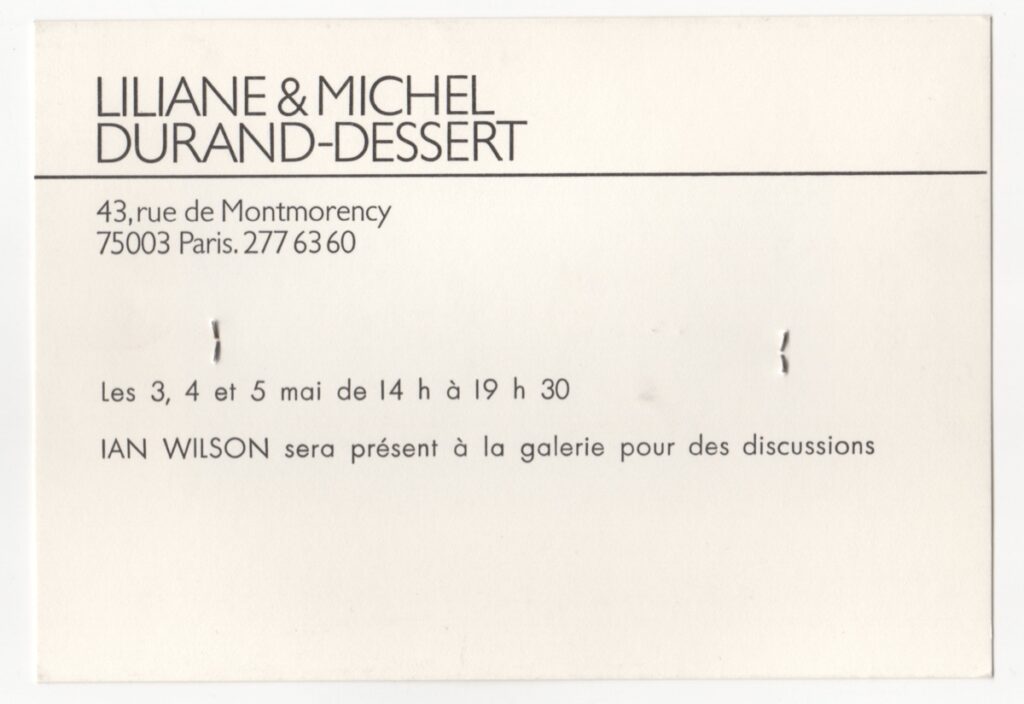 LILIANE & MICHEL
DURAND-DESSERT
43, rue de Montmorency
75003 Paris. 277 63 60
Les 3, 4 et 5 mai de 14 h à 19 h 30
IAN WILSON sera présent à la galerie pour des discussions